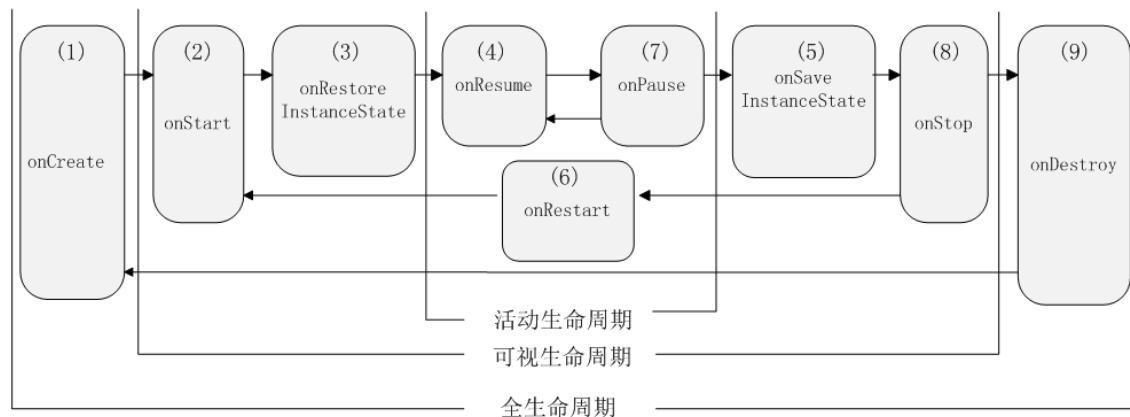 (1)
onCreate
(2)
onStart
(3)
onRestore
InstanceState
(4)
onResume
(7)
onPause
(5)
onSave
InstanceState
(8)
onStop
(9)
onDestroy
(6)
onRestart
活动生命周期
可视生命周期
全生命周期